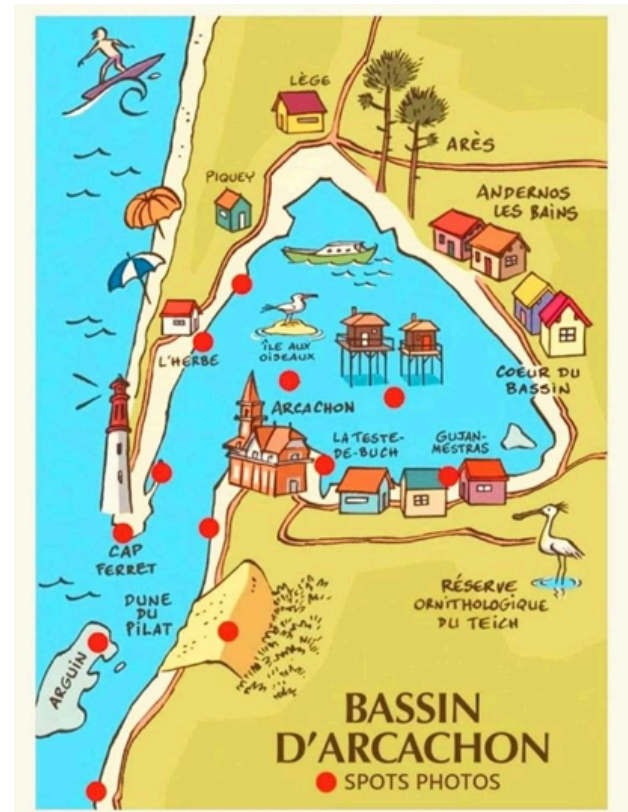 LÈGE
ARÈS
PIQUEY
ANDERNOS
LES BAINS
L'HERBE
ÎLE AUX
OISEAUX
COEUR DU
BASSIN
ARCACHON
LA TESTE-
DE-BUCH
GUJAN-
MESTRAS
CAP
FERRET
DUNE
DU
PILAT
RÉSERVE
ORNITHOLOGIQUE
DU TEICH
ARGUIN
BASSIN
D'ARCACHON
SPOTS PHOTOS